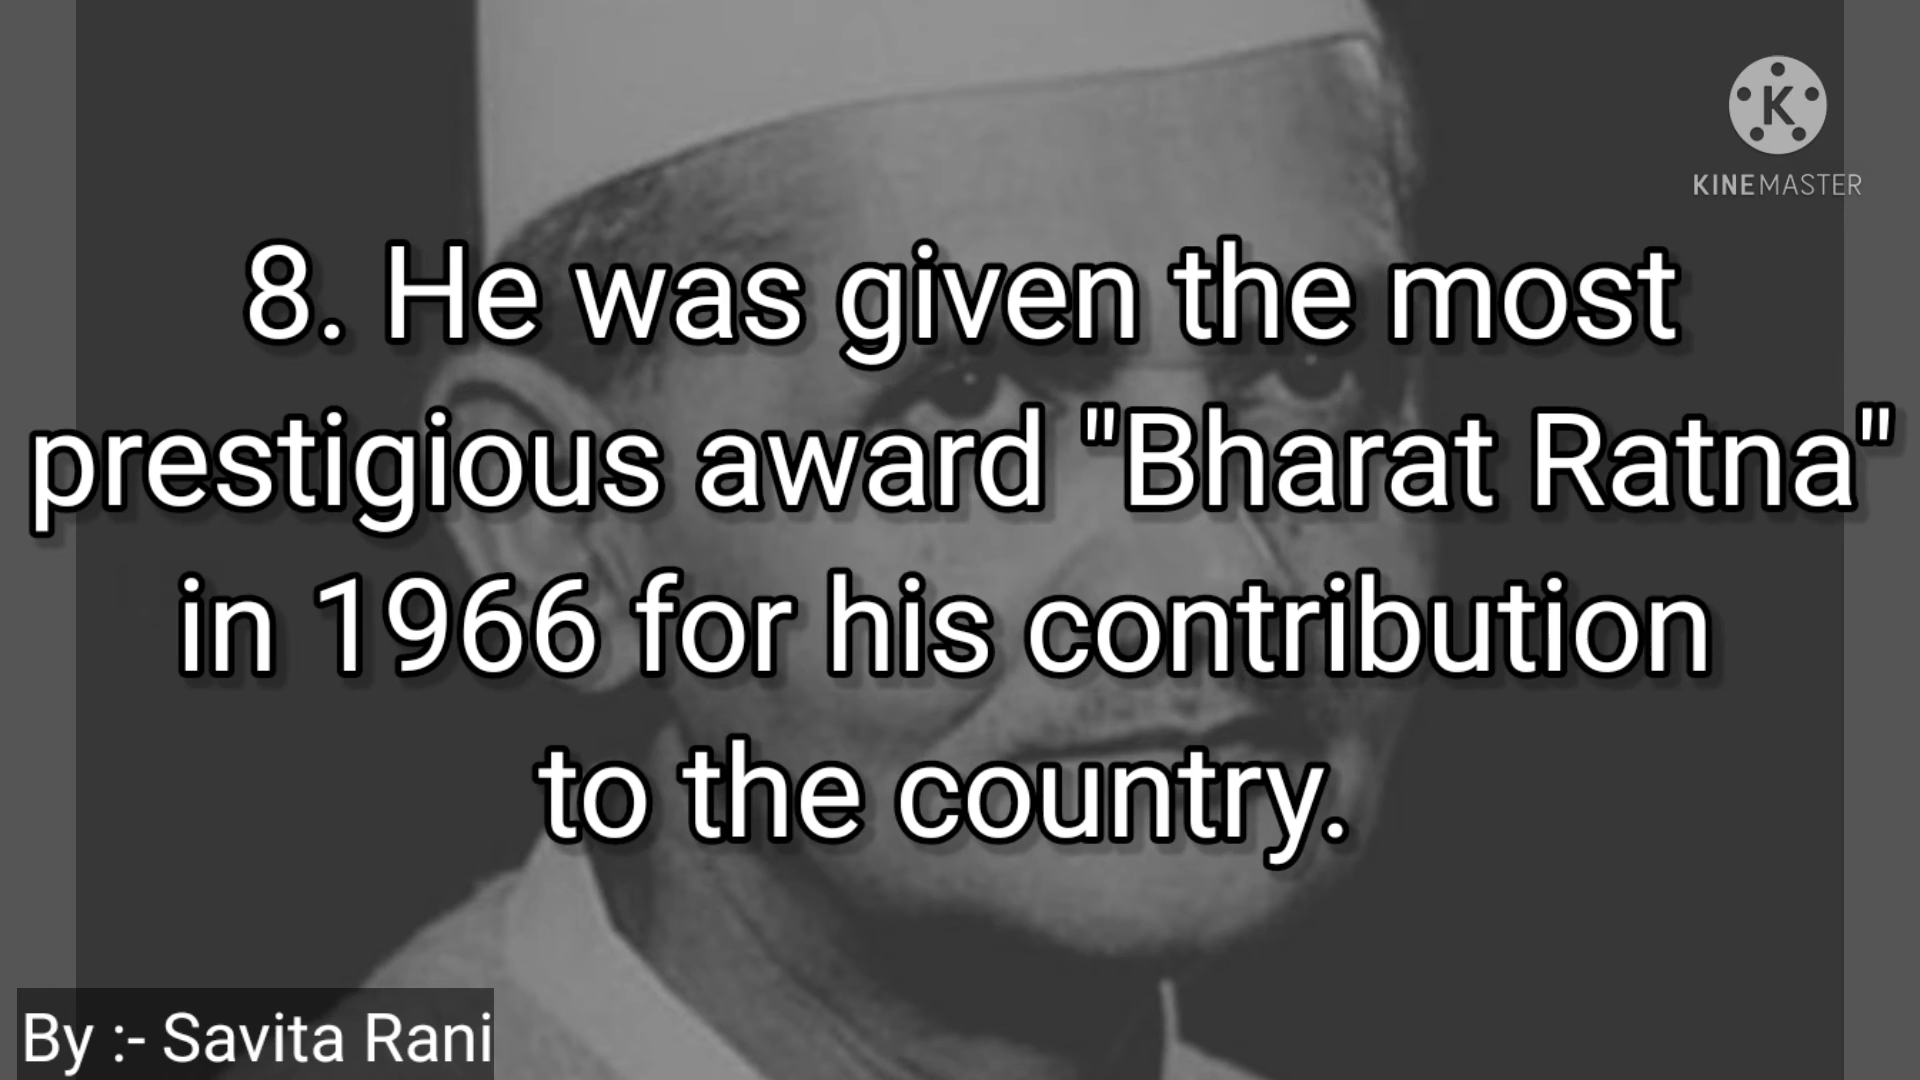 K
KINEMASTER
8. He was given the most
prestigious award "Bharat Ratna"
in 1966 for his contribution
to the country.
By :- Savita Rani